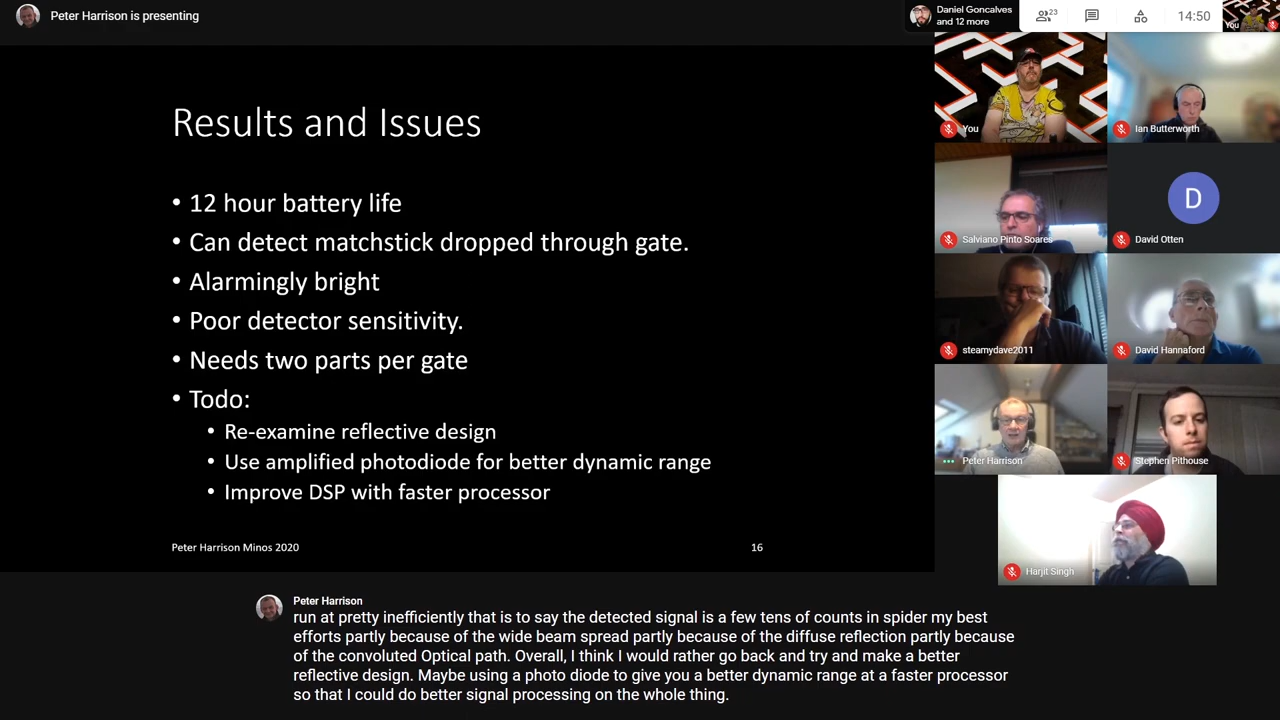 Peter Harrison is presenting
Daniel Goncalves
and 12 more
23
14:50
You
Results and Issues
• 12 hour battery life
• Can detect matchstick dropped through gate.
• Alarmingly bright
• Poor detector sensitivity.
• Needs two parts per gate
• Todo:
• Re-examine reflective design
• Use amplified photodiode for better dynamic range
• Improve DSP with faster processor
Peter Harrison Minos 2020
16
You
Ian Butterworth
Salviano Pinto Soares
D
David Otten
steamydave2011
David Hannaford
Peter Harrison
Stephen Pithouse
Harjit Singh
Peter Harrison
run at pretty inefficiently that is to say the detected signal is a few tens of counts in spider my best
efforts partly because of the wide beam spread partly because of the diffuse reflection partly because
of the convoluted Optical path. Overall, I think I would rather go back and try and make a better
reflective design. Maybe using a photo diode to give you a better dynamic range at a faster processor
so that I could do better signal processing on the whole thing.